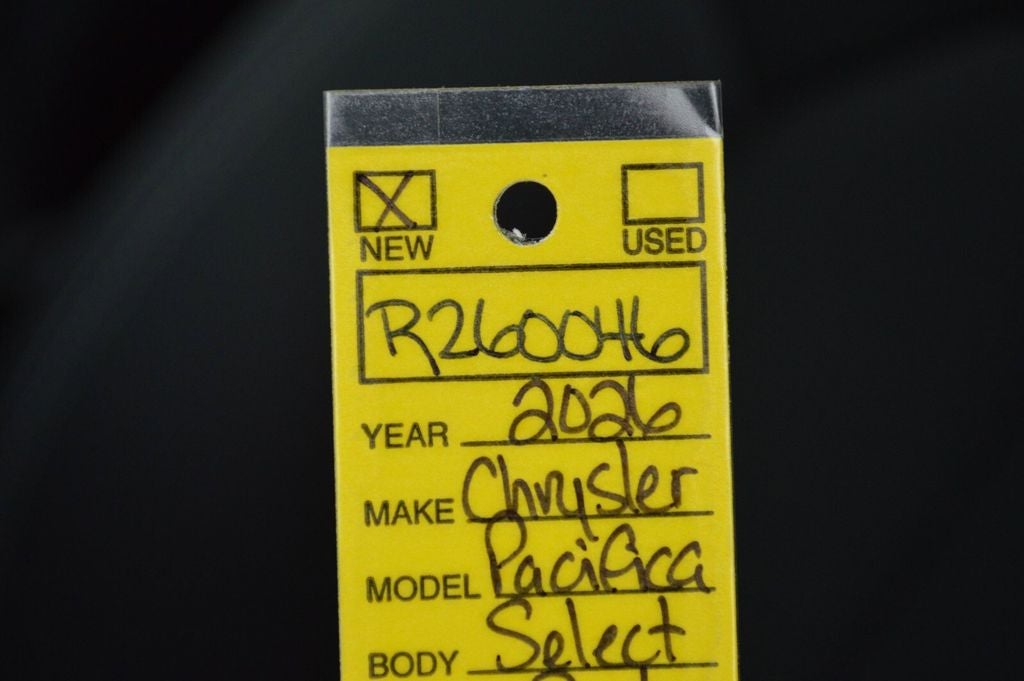 X
NEW USED
R260046
YEAR 2026
MAKE Chrysler
MODEL Pacifica
BODY Select